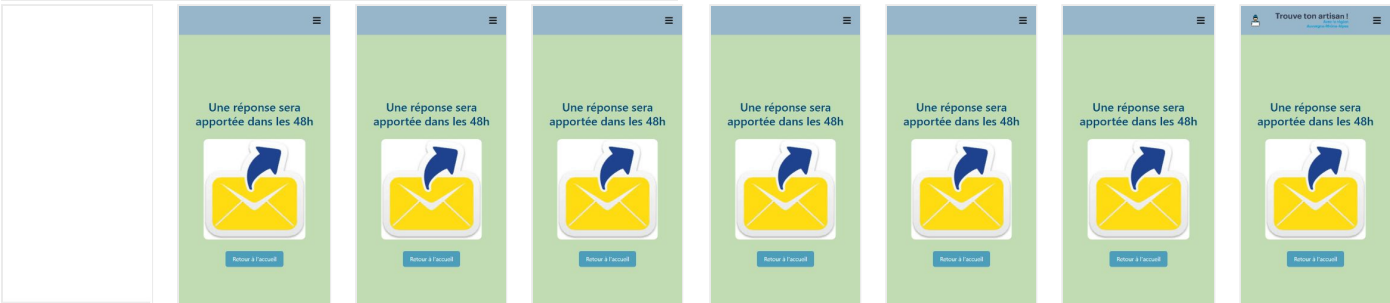 Trouve ton artisan !
Une réponse sera
apportée dans les 48h
Retour à l'accueil
Une réponse sera
apportée dans les 48h
Retour à l'accueil
Une réponse sera
apportée dans les 48h
Retour à l'accueil
Une réponse sera
apportée dans les 48h
Retour à l'accueil
Une réponse sera
apportée dans les 48h
Retour à l'accueil
Une réponse sera
apportée dans les 48h
Retour à l'accueil
Une réponse sera
apportée dans les 48h
Retour à l'accueil